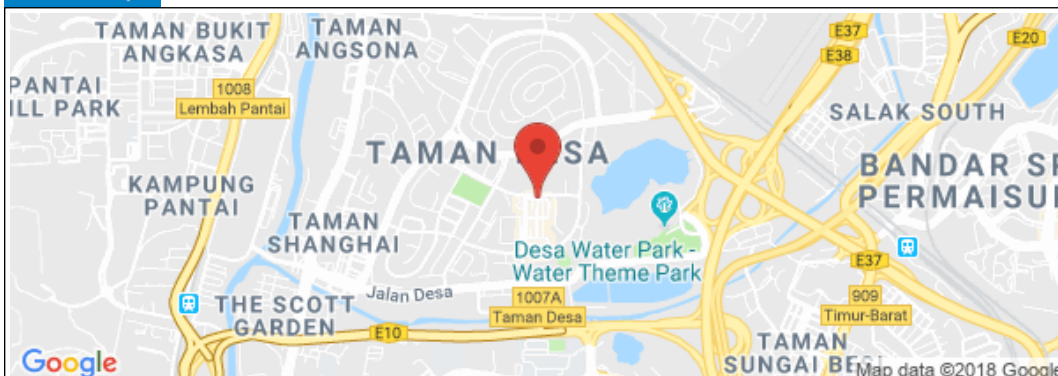 TAMAN BUKIT
ANGKASA
TAMAN
ANGSONA
E37
E38
E20
PANTAI
ILL PARK
1008
Lembah Pantai
SALAK SOUTH
TAMAN
KAMPUNG
PANTAI
BANDAR
PERMAISU
TAMAN
SHANGHAI
Desa Water Park -
Water Theme Park
E37
Jalan Desa
1007A
Taman Desa
909
Timur-Barat
THE SCOTT
GARDEN
E10
TAMAN
SUNGAI
Google
Map data ©2018 Google